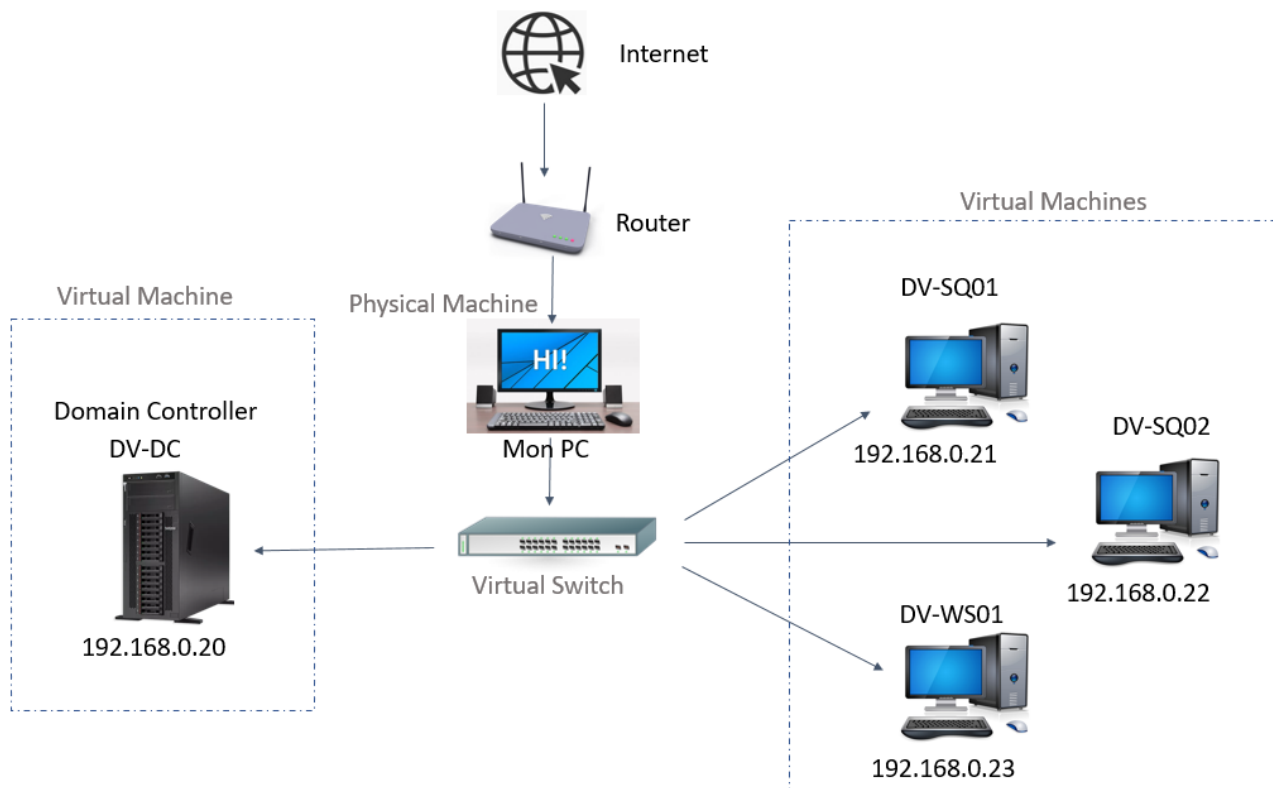 Internet
Router
Virtual Machines
Virtual Machine
Physical Machine
HI!
Mon PC
Domain Controller
DV-DC
192.168.0.20
Virtual Switch
DV-SQ01
192.168.0.21
DV-SQ02
192.168.0.22
DV-WS01
192.168.0.23